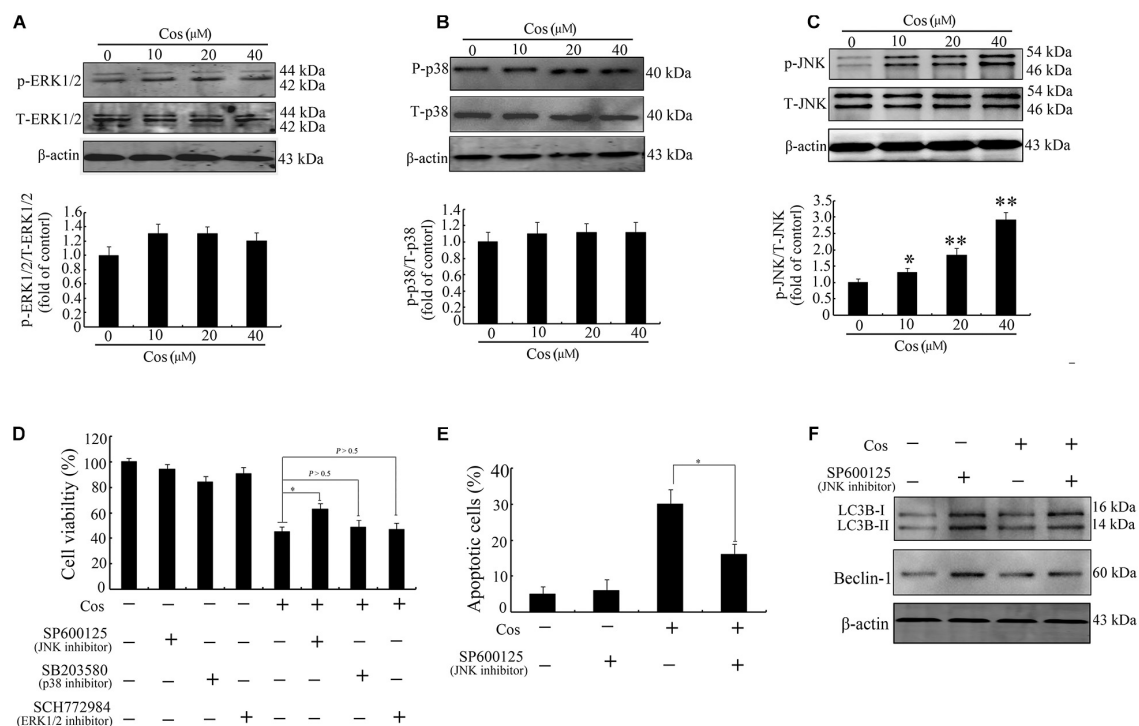 A
Cos (μM)
0 10 20 40
p-ERK1/2
44 kDa
42 kDa
T-ERK1/2
44 kDa
42 kDa
β-actin
43 kDa
p-ERK1/2/T-ERK1/2
(fold of contorl)
1.6
1.4
1.2
1.0
0.8
0.6
0.4
0.2
0
0 10 20 40
Cos (μM)
B
Cos (μM)
0 10 20 40
P-p38
40 kDa
T-p38
40 kDa
β-actin
43 kDa
p-p38/T-p38
(fold of contorl)
1.6
1.4
1.2
1.0
0.8
0.6
0.4
0.2
0
0 10 20 40
Cos (μM)
C
Cos (μM)
0 10 20 40
p-JNK
54 kDa
46 kDa
T-JNK
54 kDa
46 kDa
β-actin
43 kDa
p-JNK/T-JNK
(fold of contorl)
3.5
3.0
2.5
2.0
1.5
1.0
0.5
0
* ** **
0 10 20 40
Cos (μM)
D
Cell viabiltiy (%)
120
100
80
60
40
20
0
P > 0.5
P > 0.5
*
Cos − − − − + + + +
SP600125 − + − − − + − −
(JNK inhibitor)
SB203580 − − + − − − + −
(p38 inhibitor)
SCH772984 − − − + − − − +
(ERK1/2 inhibitor)
E
Apoptotic cells (%)
40
30
20
10
0
*
Cos − − + +
SP600125 − + − +
(JNK inhibitor)
F
Cos − − + +
SP600125 − + − +
(JNK inhibitor)
LC3B-I 16 kDa
LC3B-II 14 kDa
Beclin-1 60 kDa
β-actin 43 kDa